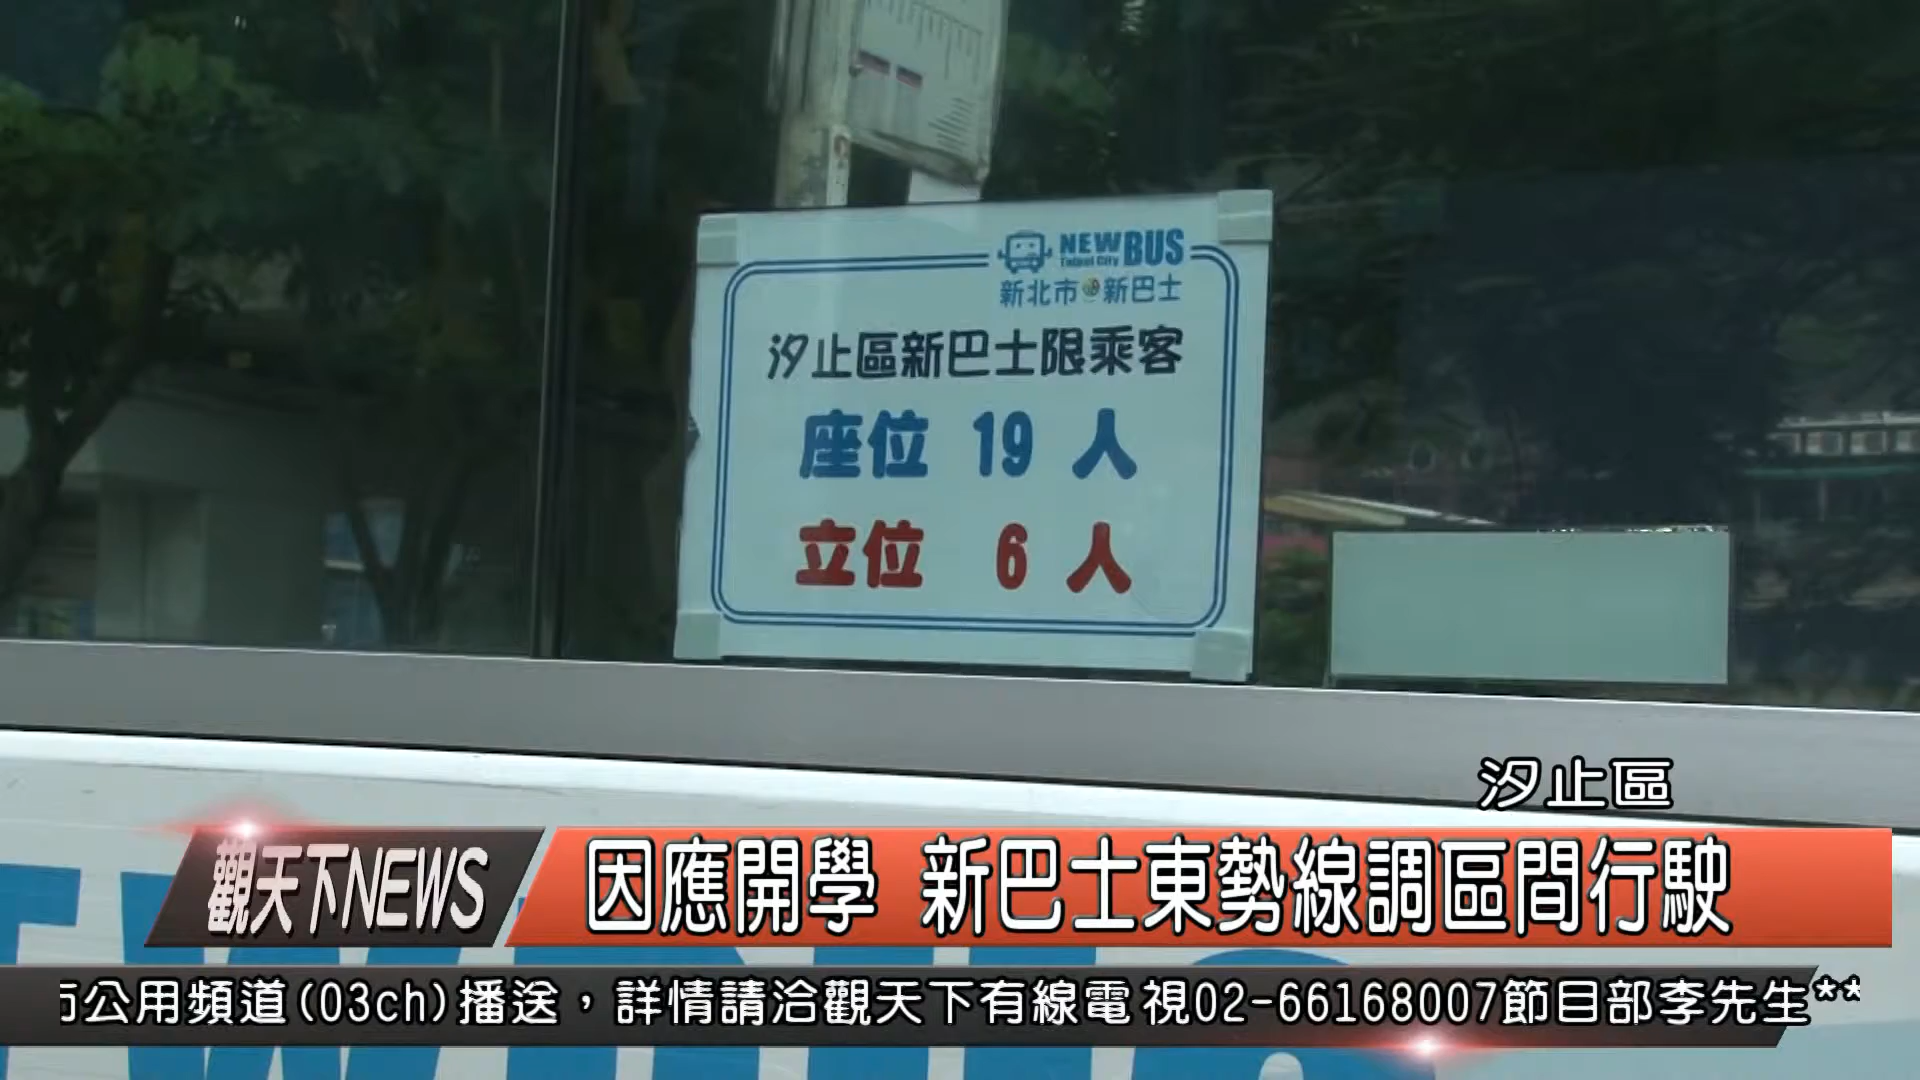 NEW BUS
Taipei City
新北市 新巴士
汐止區新巴士限乘客
座位 19 人
立位 6 人
汐止區
觀天下NEWS
因應開學 新巴士東勢線調區間行駛
公用頻道(03ch)播送，詳情請洽觀天下有線電視02-66168007節目部李先生**